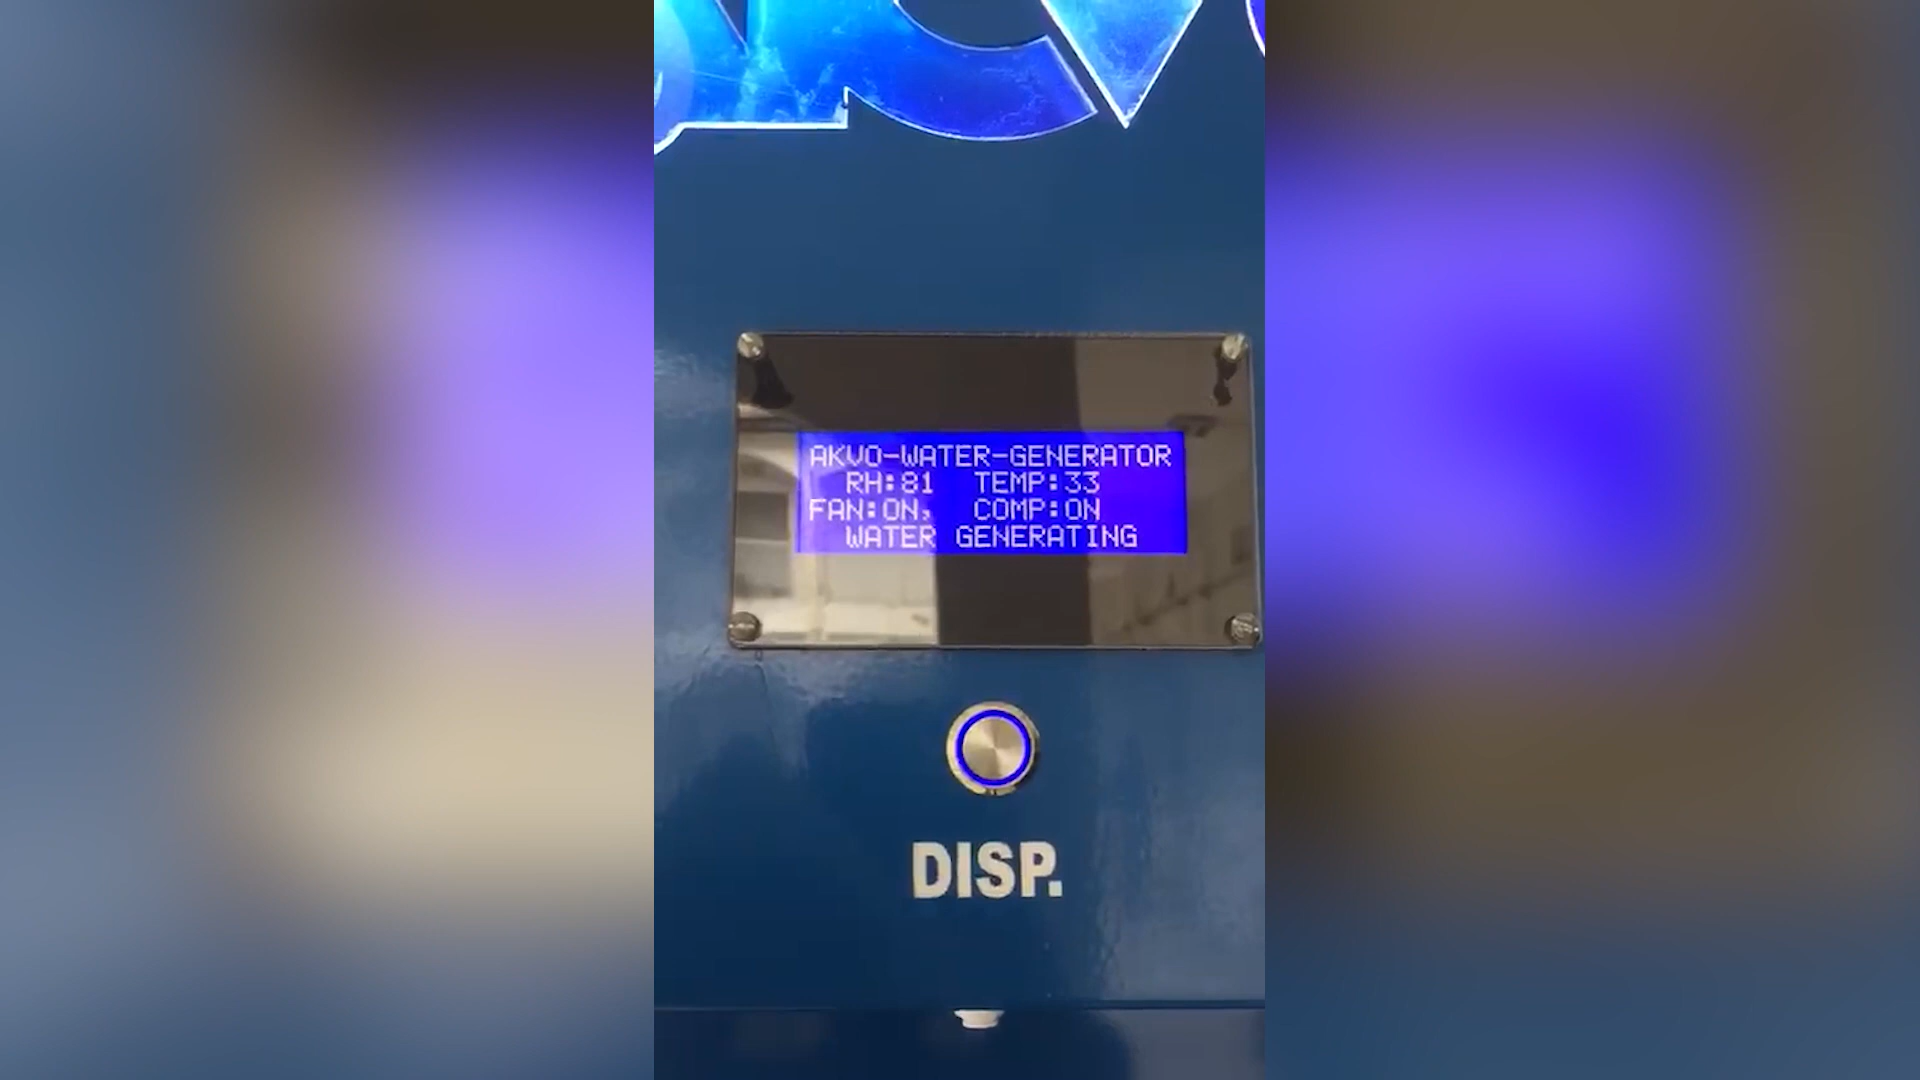 AKVO-WATER-GENERATOR
RH:81 TEMP:33
FAN:ON, COMP:ON
WATER GENERATING
DISP.